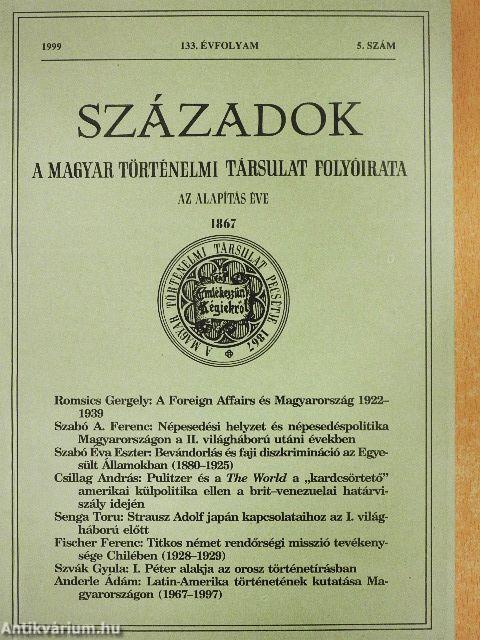 1999 133. ÉVFOLYAM 5. SZÁM
SZÁZADOK
A MAGYAR TÖRTÉNELMI TÁRSULAT FOLYÓIRATA
AZ ALAPÍTÁS ÉVE
1867
A MAGYAR TÖRTÉNELMI TÁRSULAT PECSÉTJE 1867
Emlékezzünk
Régiekről
Romsics Gergely: A Foreign Affairs és Magyarország 1922–
1939
Szabó A. Ferenc: Népesedési helyzet és népesedéspolitika
Magyarországon a II. világháború utáni években
Szabó Éva Eszter: Bevándorlás és faji diszkrimináció az Egye-
sült Államokban (1880–1925)
Csillag András: Pulitzer és a The World a „kardcsörtető”
amerikai külpolitika ellen a brit–venezuelai határvi-
szály idején
Senga Toru: Strausz Adolf japán kapcsolataihoz az I. világ-
háború előtt
Fischer Ferenc: Titkos német rendőrségi misszió tevékeny-
sége Chilében (1928–1929)
Szvák Gyula: I. Péter alakja az orosz történetírásban
Anderle Ádám: Latin-Amerika történetének kutatása Ma-
gyarországon (1967–1997)
Antikvárium.hu